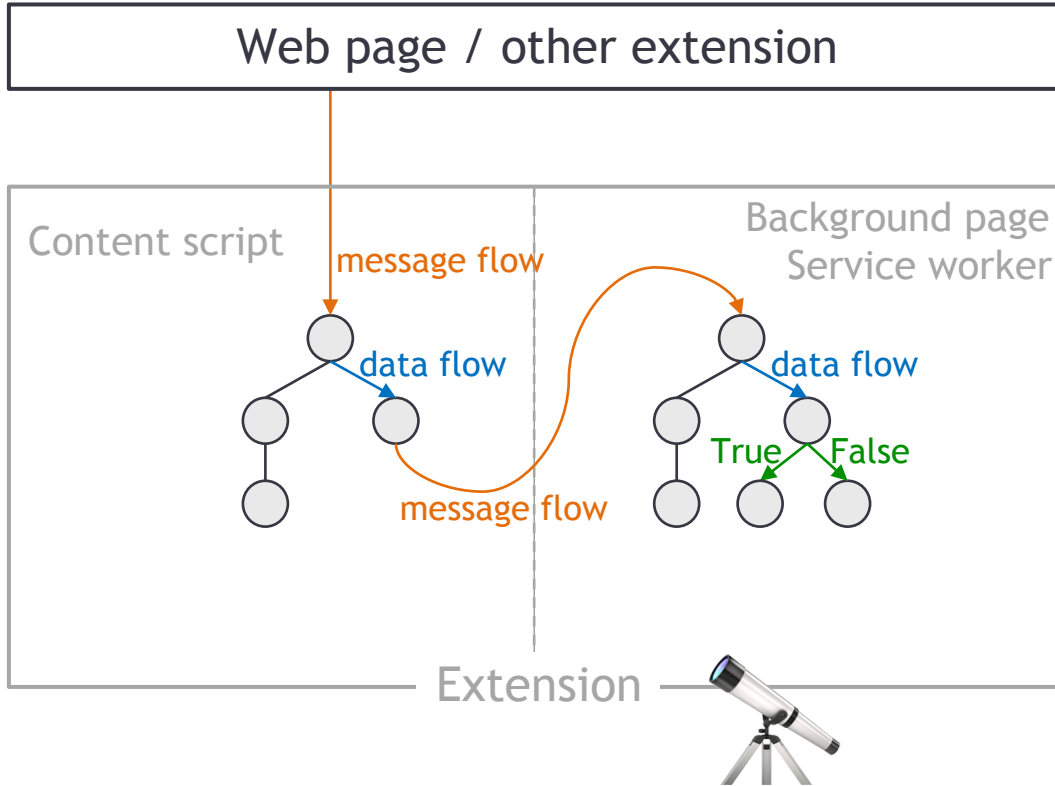 Web page / other extension
Content script
Background page
Service worker
message flow
data flow
data flow
True
False
message flow
Extension